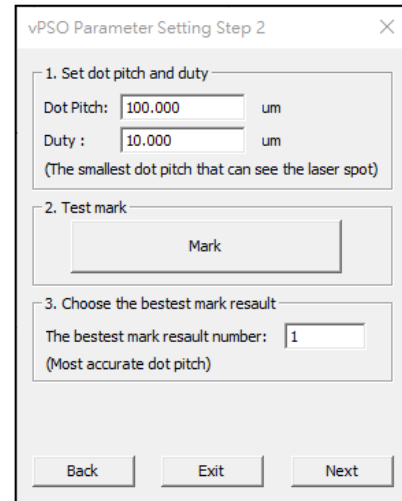 vPSO Parameter Setting Step 2
1. Set dot pitch and duty
Dot Pitch: 100.000 um
Duty : 10.000 um
(The smallest dot pitch that can see the laser spot)
2. Test mark
Mark
3. Choose the bestest mark resault
The bestest mark resault number: 1
(Most accurate dot pitch)
Back Exit Next